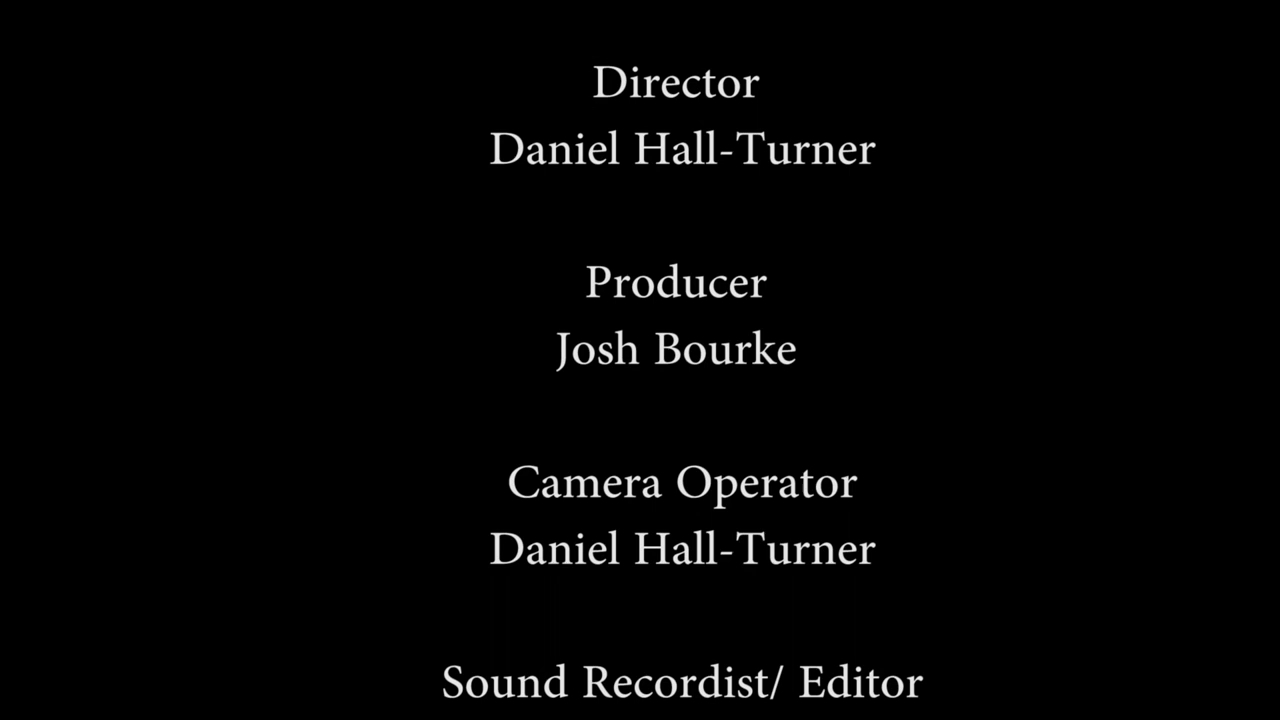 Director
Daniel Hall-Turner
Producer
Josh Bourke
Camera Operator
Daniel Hall-Turner
Sound Recordist/ Editor